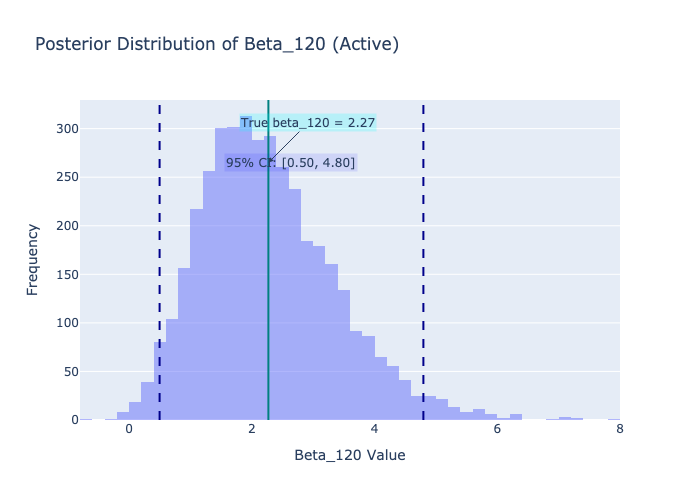 Posterior Distribution of Beta_120 (Active)
True beta_120 = 2.27
95% CI: [0.50, 4.80]
Frequency
300
250
200
150
100
50
0
0 2 4 6 8
Beta_120 Value